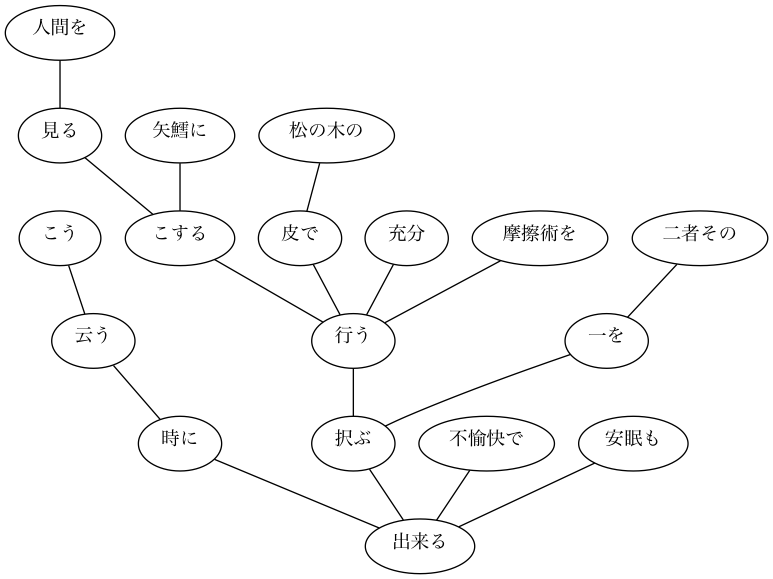 人間を
見る
矢鱈に
松の木の
こう
こする
皮で
充分
摩擦術を
二者その
云う
行う
一を
時に
択ぶ
不愉快で
安眠も
出来る